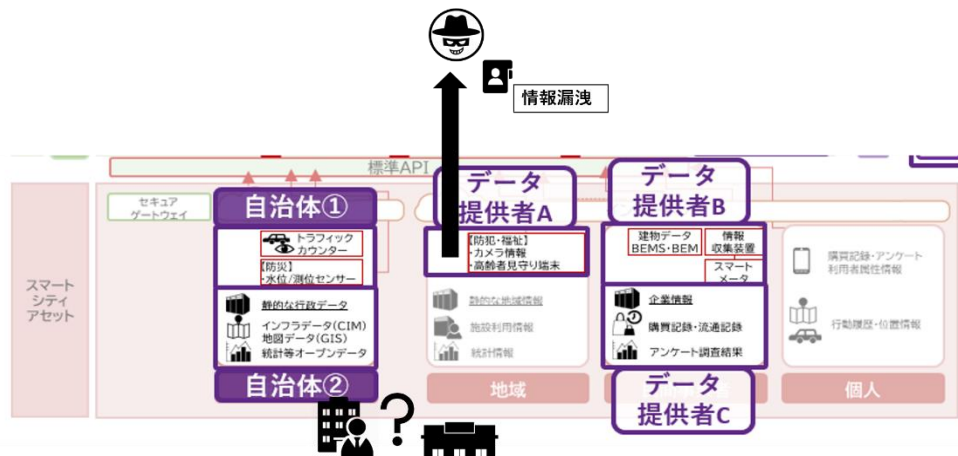 情報漏洩
標準API
スマート
シティ
アセット
セキュア
ゲートウェイ
自治体①
トラフィック
カウンター
【防災】
・水位/測位センサー
静的な行政データ
インフラデータ(CIM)
地図データ(GIS)
統計等オープンデータ
自治体②
?
データ
提供者A
【防犯・福祉】
・カメラ情報
・高齢者見守り端末
静的な地域情報
施設利用情報
統計情報
地域
データ
提供者B
建物データ
BEMS・BEM
情報
収集装置
スマート
メータ
企業情報
購買記録・流通記録
アンケート調査結果
データ
提供者C
購買記録・アンケート
利用者属性情報
行動履歴・位置情報
個人